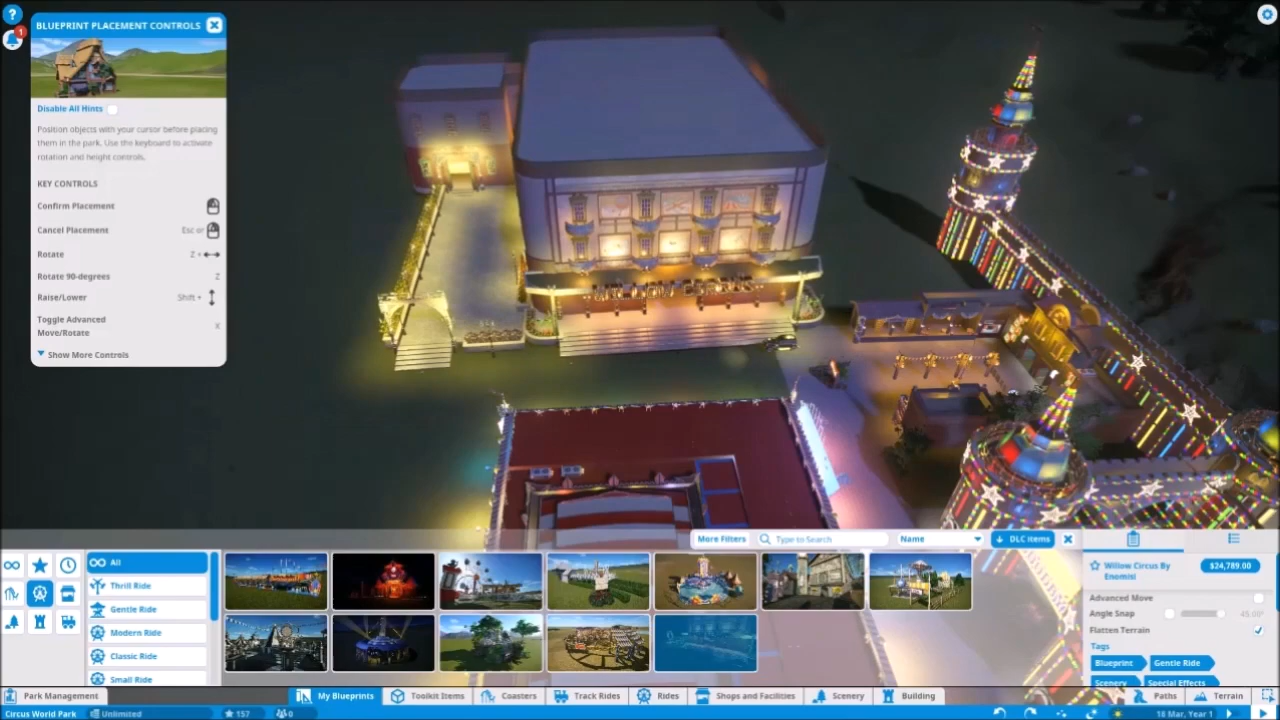 ?
1
BLUEPRINT PLACEMENT CONTROLS
Disable All Hints
Position objects with your cursor before placing
them in the park. Use the keyboard to activate
rotation and height controls.
KEY CONTROLS
Confirm Placement
Cancel Placement Esc or
Rotate Z +
Rotate 90-degrees Z
Raise/Lower Shift +
Toggle Advanced
Move/Rotate X
Show More Controls
More Filters Type to Search Name DLC Items
All
Thrill Ride
Gentle Ride
Modern Ride
Classic Ride
Small Ride
Willow Circus By
Enomisi
$24,789.00
Advanced Move
Angle Snap 45.00°
Flatten Terrain
Tags
Blueprint Gentle Ride
Scenery Special Effects
Park Management My Blueprints Toolkit Items Coasters Track Rides Rides Shops and Facilities Scenery Building Paths Terrain
Circus World Park Unlimited 157 0 18 Mar, Year 1